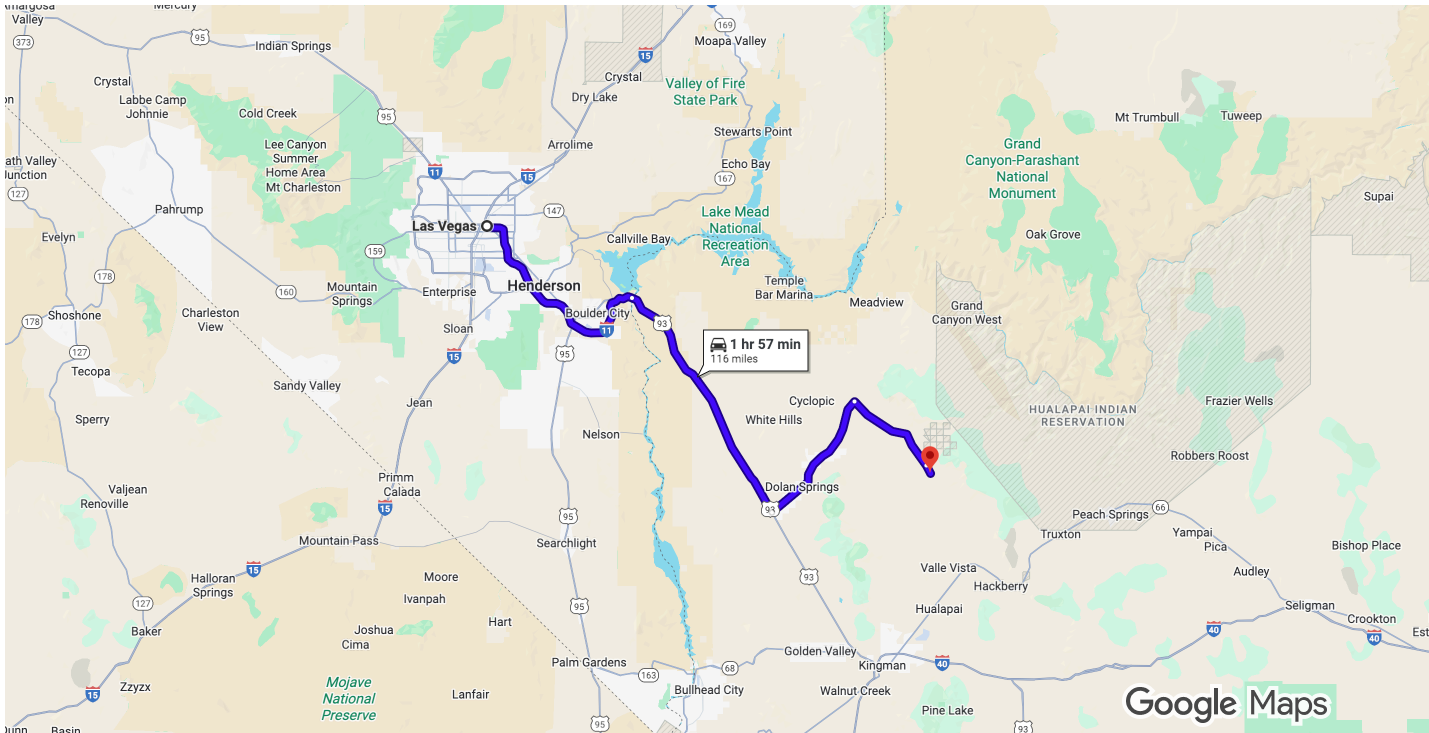 Amargosa
Valley
Mercury
95
169
Moapa Valley
373
Indian Springs
15
Crystal
Valley of Fire
State Park
Crystal
Labbe Camp
Johnnie
Dry Lake
Cold Creek
95
Mt Trumbull
Tuweep
Stewarts Point
Lee Canyon
Summer
Home Area
Mt Charleston
Arrolime
Grand
Canyon-Parashant
National
Monument
ath Valley
Junction
Echo Bay
11
15
167
127
Supai
Pahrump
147
Lake Mead
National
Recreation
Area
Las Vegas
Evelyn
159
Callville Bay
Oak Grove
178
Mountain
Springs
160
Enterprise
Henderson
Temple
Bar Marina
Meadview
Shoshone
178
Charleston
View
Boulder City
Grand
Canyon West
Sloan
11
93
127
15
95
1 hr 57 min
116 miles
Tecopa
Sandy Valley
Jean
Cyclopic
Frazier Wells
Sperry
White Hills
HUALAPAI INDIAN
RESERVATION
Nelson
Robbers Roost
Primm
Calada
Valjean
Renoville
Dolan Springs
15
93
66
95
Peach Springs
Mountain Pass
Searchlight
Truxton
Yampai
Pica
Bishop Place
15
Halloran
Springs
Moore
93
Valle Vista
Hackberry
Audley
127
Ivanpah
95
Hualapai
Seligman
Baker
Joshua
Cima
Hart
40
Crookton
40
Est
Palm Gardens
163
68
Golden Valley
Kingman
40
Zzyzx
15
Mojave
National
Preserve
Lanfair
Bullhead City
Walnut Creek
Pine Lake
95
93
Google Maps
Dunn
Basin